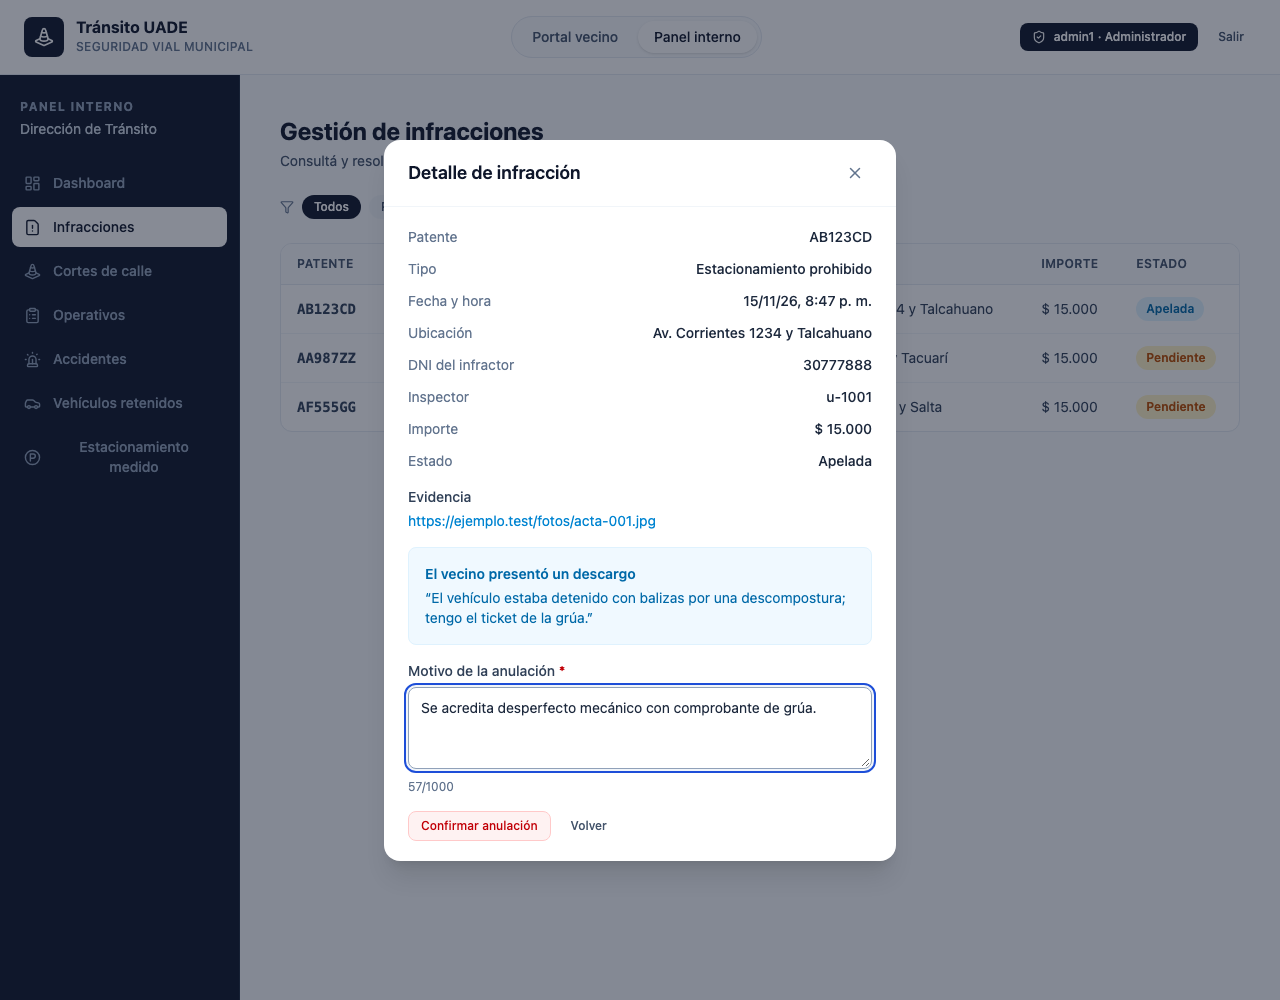 Tránsito UADE
SEGURIDAD VIAL MUNICIPAL
Portal vecino
Panel interno
admin1 · Administrador
Salir
PANEL INTERNO
Dirección de Tránsito
Dashboard
Infracciones
Cortes de calle
Operativos
Accidentes
Vehículos retenidos
Estacionamiento
medido
Gestión de infracciones
Consultá y resol
Todos
PATENTE
IMPORTE
ESTADO
AB123CD
4 y Talcahuano
$ 15.000
Apelada
AA987ZZ
Tacuarí
$ 15.000
Pendiente
AF555GG
y Salta
$ 15.000
Pendiente
Detalle de infracción
Patente
AB123CD
Tipo
Estacionamiento prohibido
Fecha y hora
15/11/26, 8:47 p. m.
Ubicación
Av. Corrientes 1234 y Talcahuano
DNI del infractor
30777888
Inspector
u-1001
Importe
$ 15.000
Estado
Apelada
Evidencia
https://ejemplo.test/fotos/acta-001.jpg
El vecino presentó un descargo
“El vehículo estaba detenido con balizas por una descompostura;
tengo el ticket de la grúa.”
Motivo de la anulación *
Se acredita desperfecto mecánico con comprobante de grúa.
57/1000
Confirmar anulación
Volver